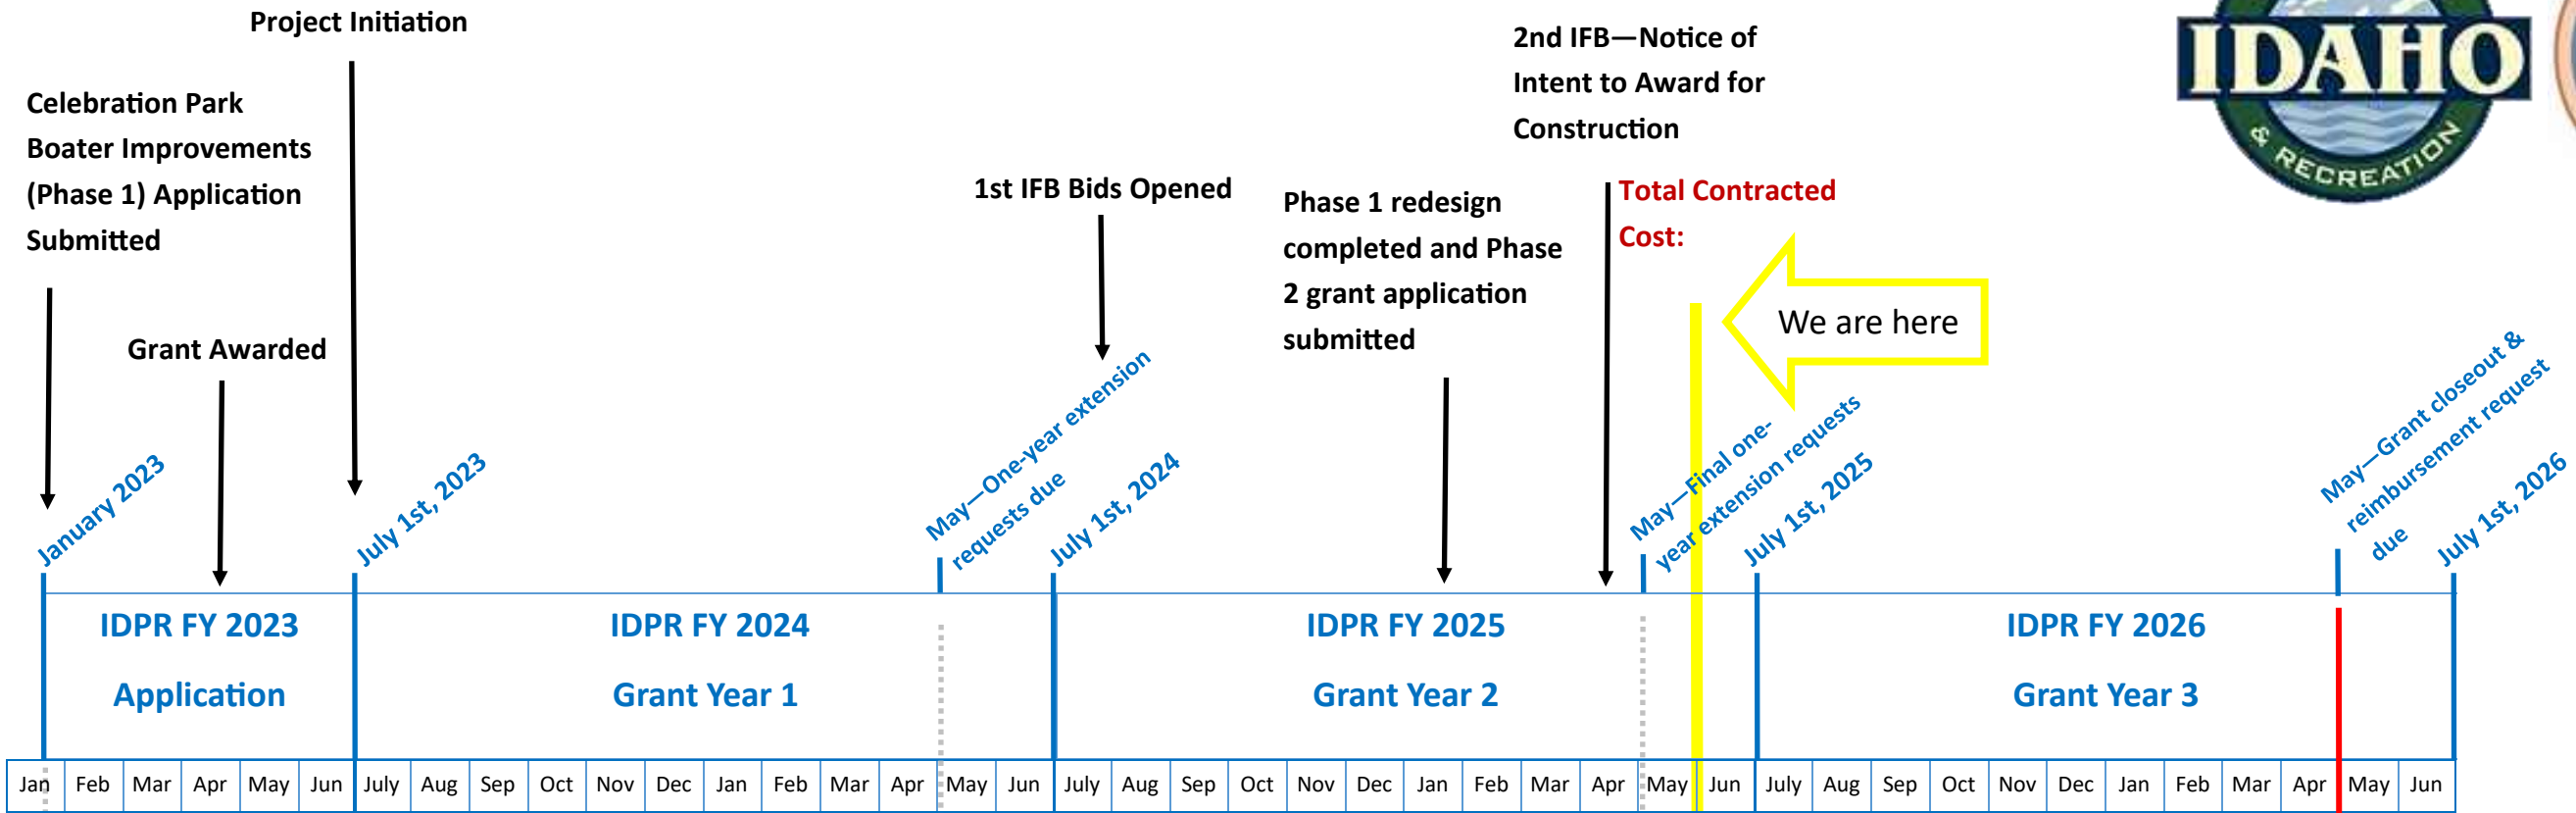 Project Initiation
Celebration Park
Boater Improvements
(Phase 1) Application
Submitted
Grant Awarded
1st IFB Bids Opened
Phase 1 redesign
completed and Phase
2 grant application
submitted
2nd IFB—Notice of
Intent to Award for
Construction
Total Contracted
Cost:
We are here
IDAHO
& RECREATION
January 2023
July 1st, 2023
May—One-year extension
requests due
July 1st, 2024
May—Final one-
year extension requests
July 1st, 2025
May—Grant closeout &
reimbursement request
due
July 1st, 2026
IDPR FY 2023
Application
IDPR FY 2024
Grant Year 1
IDPR FY 2025
Grant Year 2
IDPR FY 2026
Grant Year 3
Jan Feb Mar Apr May Jun July Aug Sep Oct Nov Dec Jan Feb Mar Apr May Jun July Aug Sep Oct Nov Dec Jan Feb Mar Apr May Jun July Aug Sep Oct Nov Dec Jan Feb Mar Apr May Jun